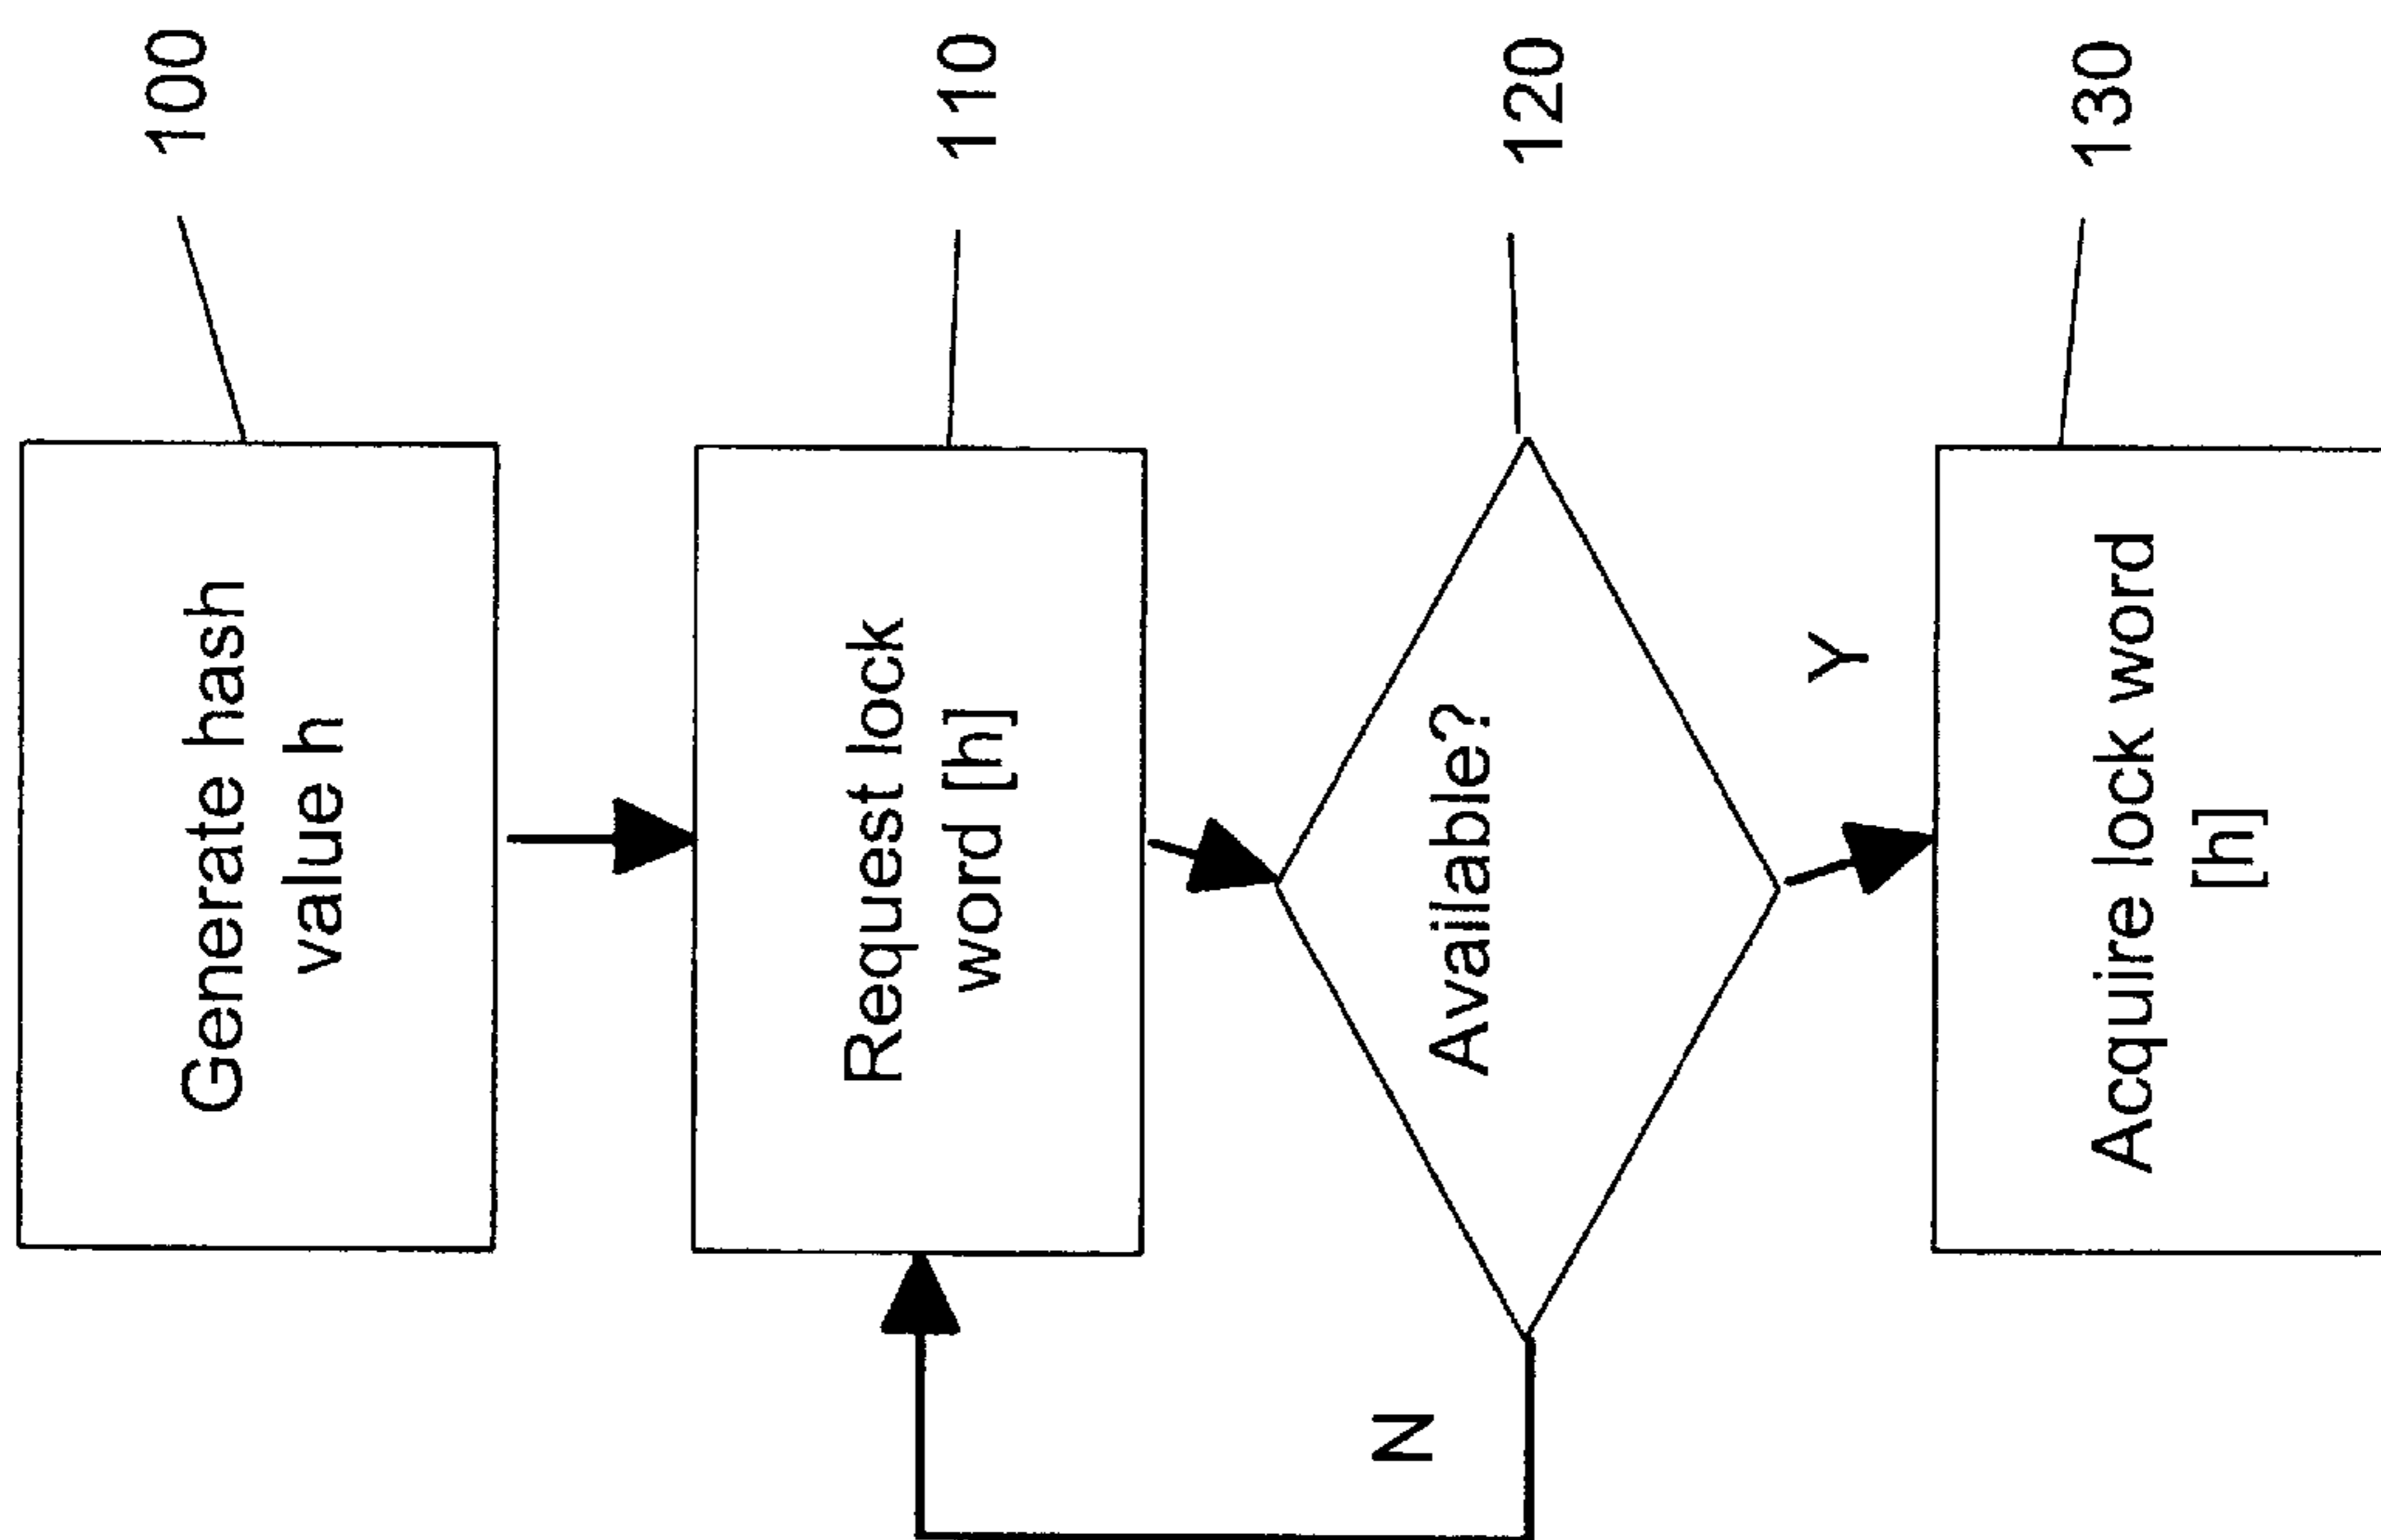 Generate hash
value h
100
Request lock
word [h]
110
Available?
120
N
Y
Acquire lock word
[h]
130